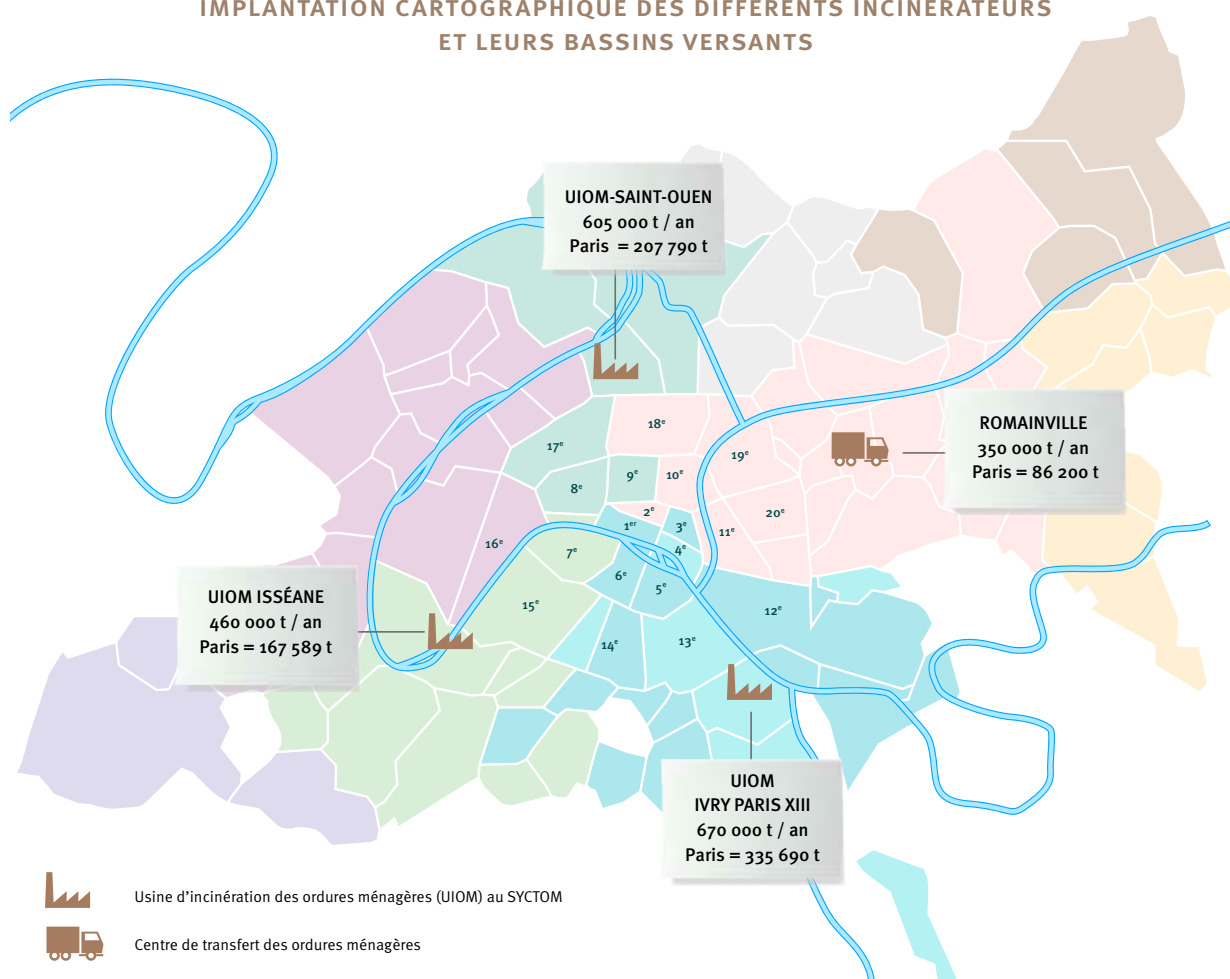 IMPLANTATION CARTOGRAPHIQUE DES DIFFÉRENTS INCINÉRATEURS
ET LEURS BASSINS VERSANTS
UIOM-SAINT-OUEN
605 000 t / an
Paris = 207 790 t
ROMAINVILLE
350 000 t / an
Paris = 86 200 t
18e
17e
19e
9e
10e
8e
2e
20e
1er
3e
11e
16e
7e
4e
6e
5e
15e
12e
14e
13e
UIOM ISSÉANE
460 000 t / an
Paris = 167 589 t
UIOM
IVRY PARIS XIII
670 000 t / an
Paris = 335 690 t
Usine d'incinération des ordures ménagères (UIOM) au SYCTOM
Centre de transfert des ordures ménagères